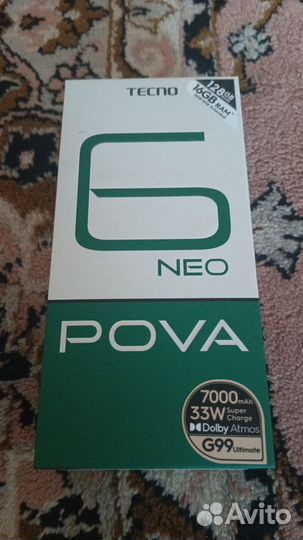 TECNO
128GB
16GB RAM*
6
NEO
POVA
7000mAh
33W Super Charge
Dolby Atmos
G99 Ultimate
Avito